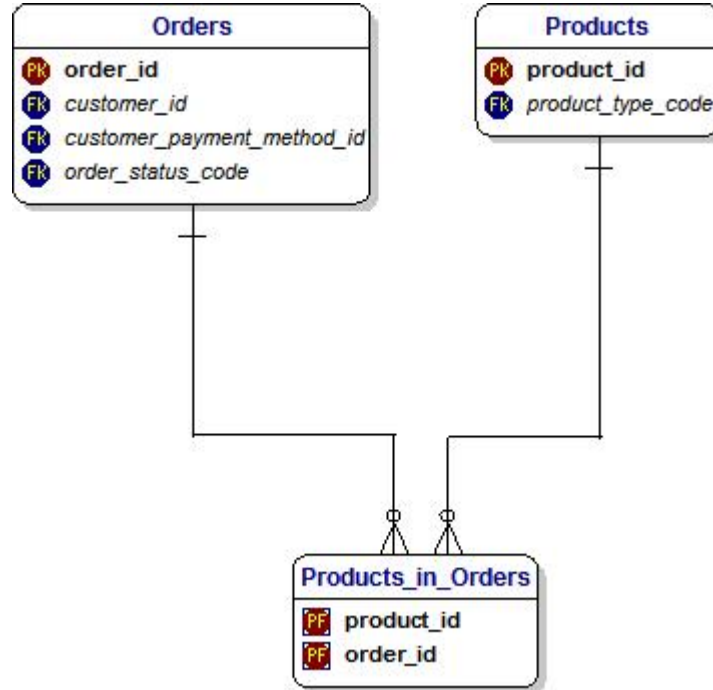 Orders
PK order_id
FK customer_id
FK customer_payment_method_id
FK order_status_code
Products
PK product_id
FK product_type_code
Products_in_Orders
PF product_id
PF order_id